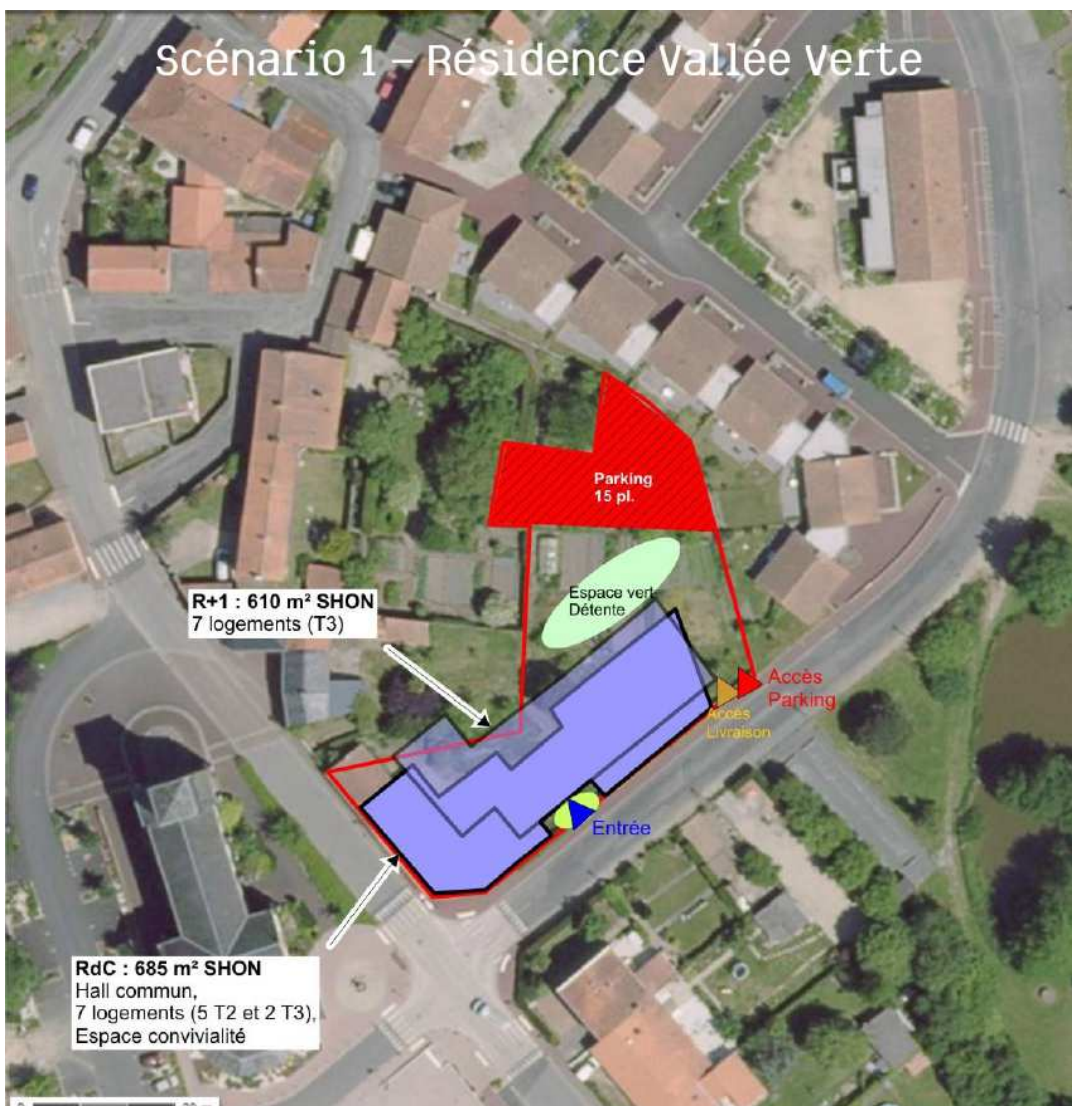 Scénario 1 – Résidence Vallée Verte
Parking
15 pl.
Espace vert
Détente
R+1 : 610 m² SHON
7 logements (T3)
Accès
Parking
Accès
Livraison
Entrée
RdC : 685 m² SHON
Hall commun,
7 logements (5 T2 et 2 T3),
Espace convivialité